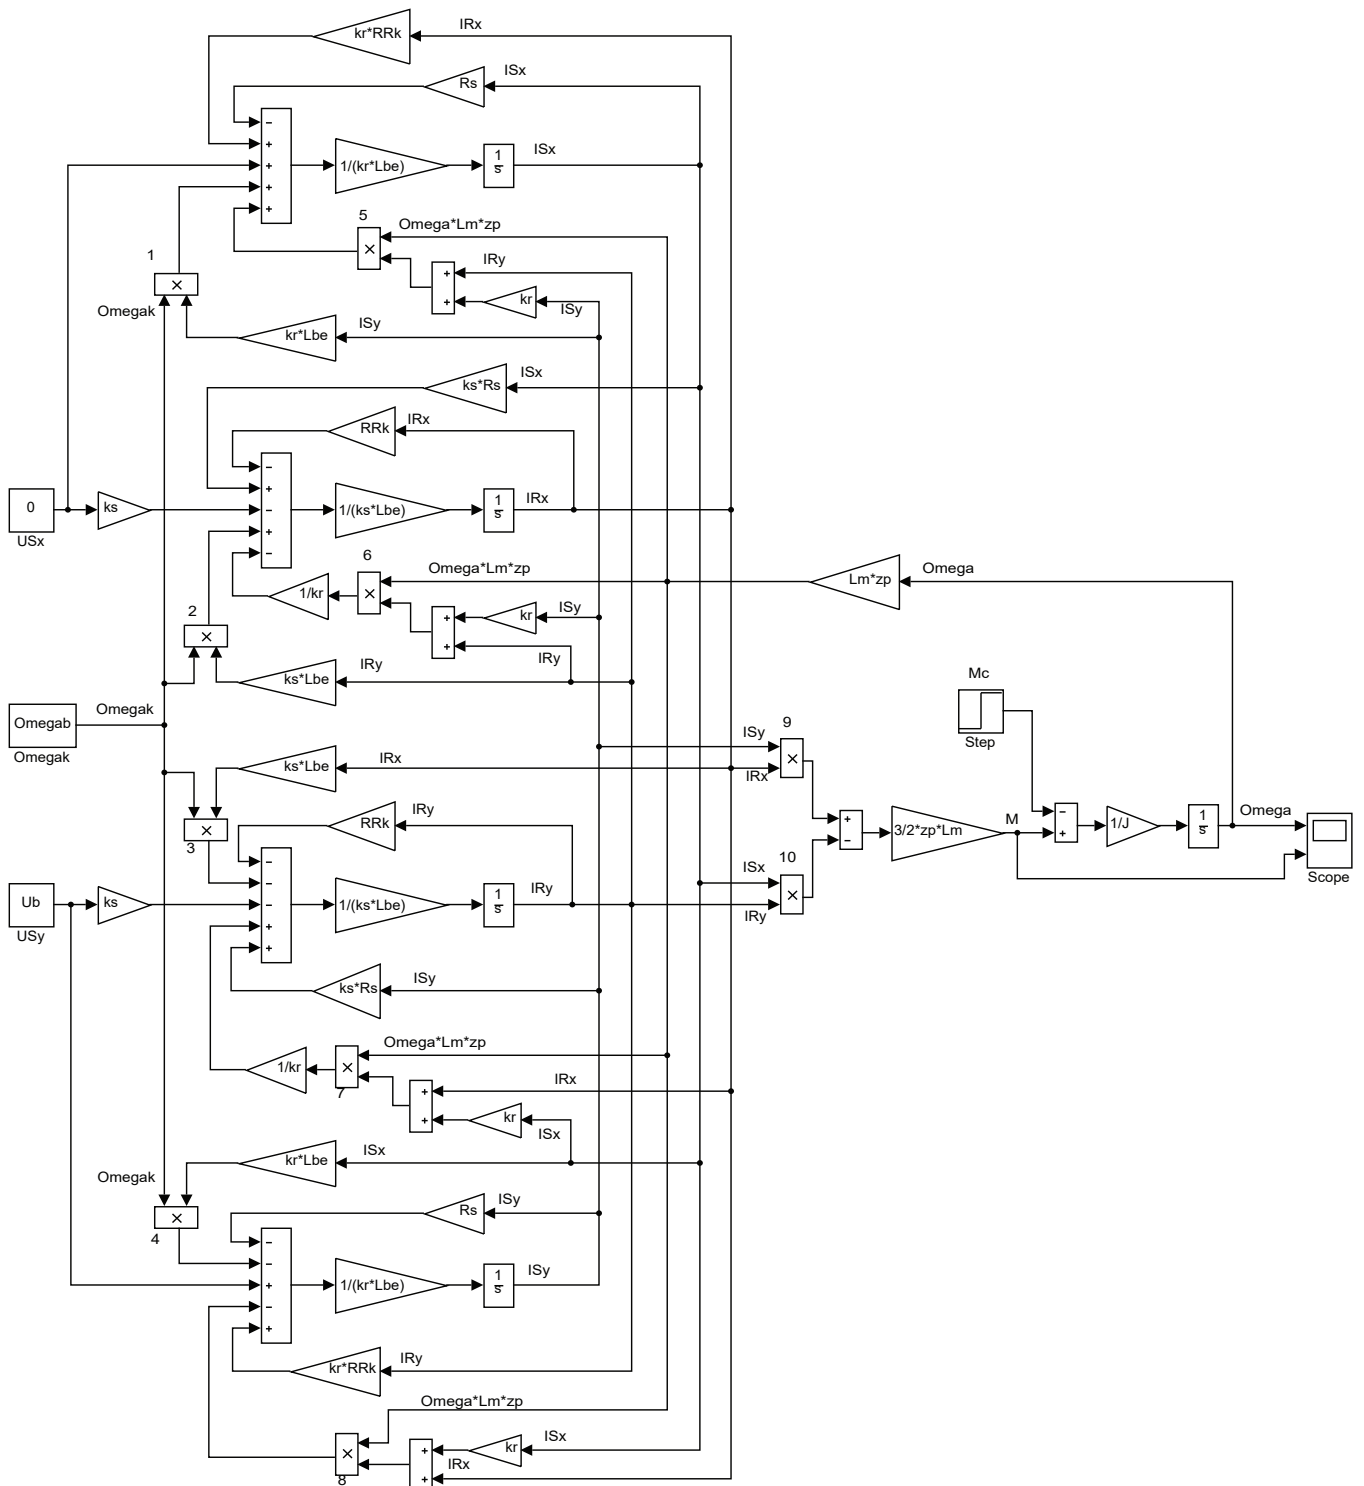 IRx
kr*RRk
ISx
Rs
−
+
+
+
+
1/(kr*Lbe)
1
s
ISx
5
Omega*Lm*zp
×
IRy
+
+
kr
ISy
1
×
Omegak
kr*Lbe
ISy
ks*Rs
ISx
RRk
IRx
−
+
−
+
−
0
USx
ks
1/(ks*Lbe)
1
s
IRx
6
Omega*Lm*zp
1/kr
×
+
+
kr
ISy
IRy
Lm*zp
Omega
2
×
ks*Lbe
IRy
Omegab
Omegak
Omegak
Mc
Step
ks*Lbe
IRx
3
×
RRk
IRy
ISy
IRx
9
×
−
−
−
+
+
Ub
USy
ks
1/(ks*Lbe)
1
s
IRy
ISx
IRy
10
×
+
−
3/2*zp*Lm
M
−
+
1/J
1
s
Omega
Scope
ks*Rs
ISy
Omega*Lm*zp
1/kr
×
7
IRx
+
+
kr
ISx
kr*Lbe
ISx
Omegak
×
4
Rs
ISy
−
−
+
−
+
1/(kr*Lbe)
1
s
ISy
kr*RRk
IRy
Omega*Lm*zp
×
8
+
+
kr
ISx
IRx